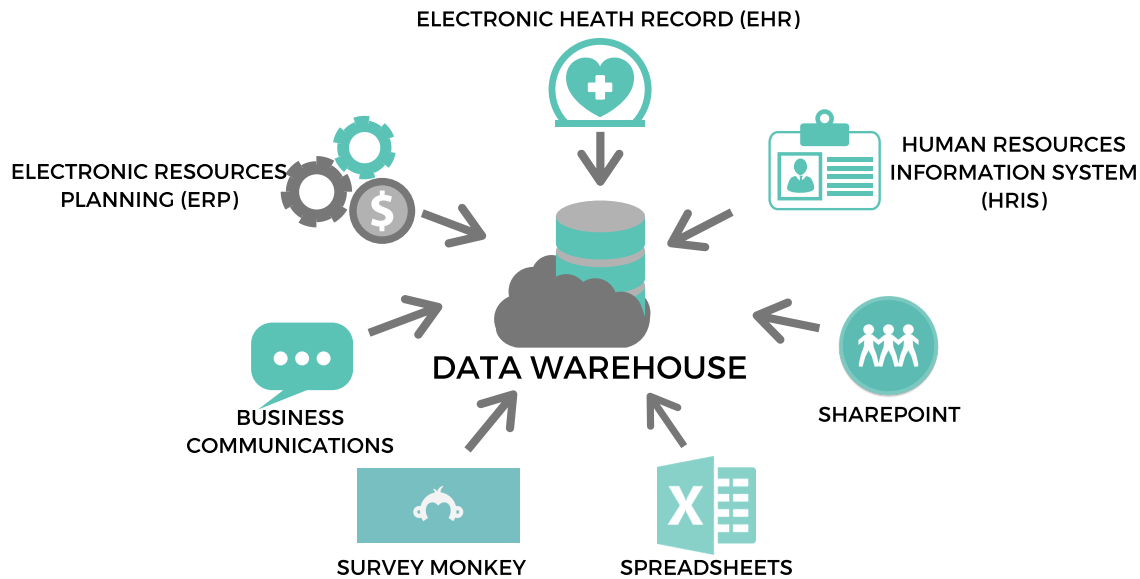 ELECTRONIC HEATH RECORD (EHR)
HUMAN RESOURCES
INFORMATION SYSTEM
(HRIS)
ELECTRONIC RESOURCES
PLANNING (ERP)
$
DATA WAREHOUSE
SHAREPOINT
BUSINESS
COMMUNICATIONS
X
SURVEY MONKEY
SPREADSHEETS